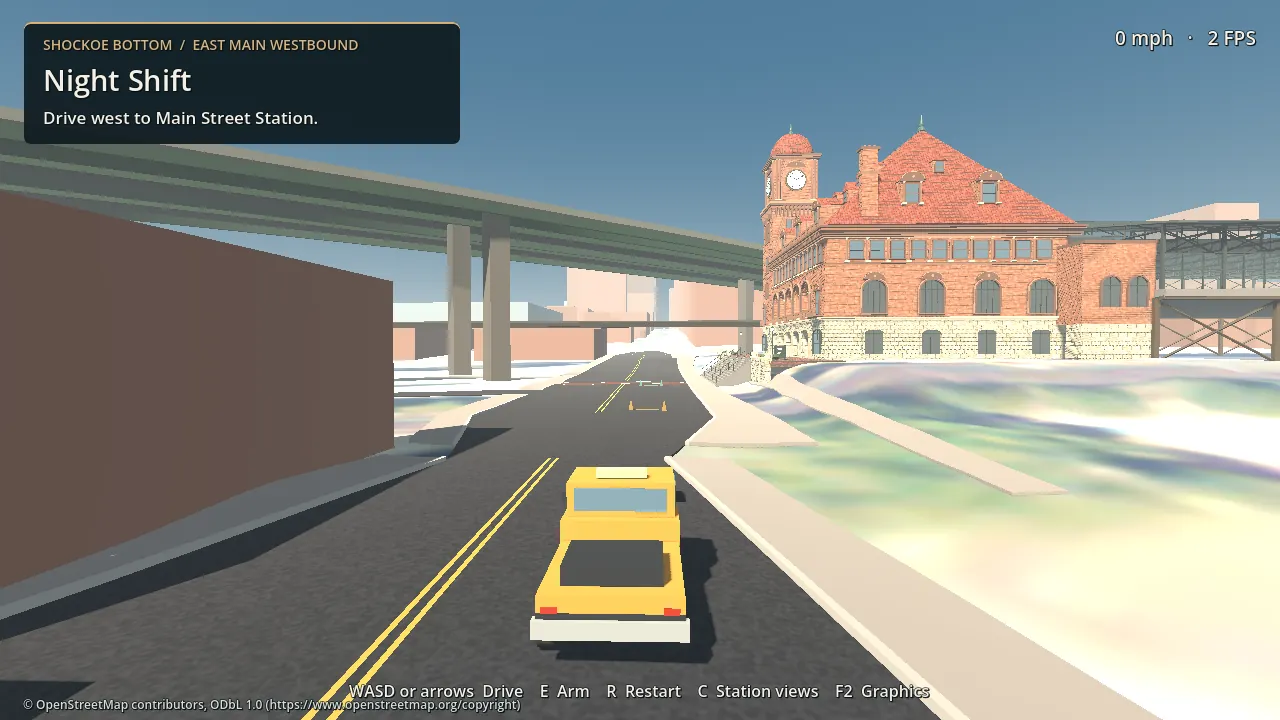 SHOCKOE BOTTOM / EAST MAIN WESTBOUND
Night Shift
Drive west to Main Street Station.
0 mph · 2 FPS
WASD or arrows Drive E Arm R Restart C Station views F2 Graphics
© OpenStreetMap contributors, ODbL 1.0 (https://www.openstreetmap.org/copyright)